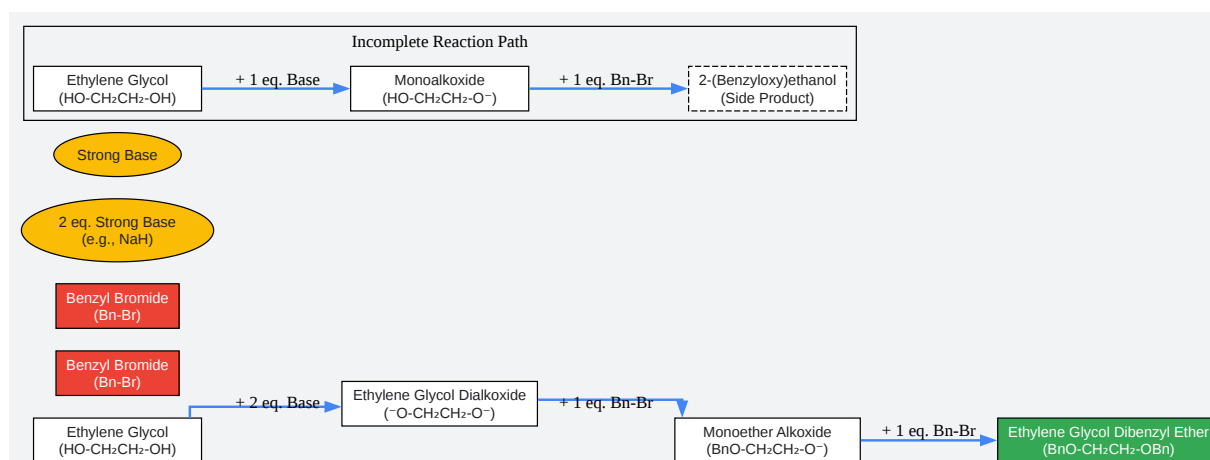 Incomplete Reaction Path
Ethylene Glycol
(HO-CH₂CH₂-OH)
+ 1 eq. Base
Monoalkoxide
(HO-CH₂CH₂-O⁻)
+ 1 eq. Bn-Br
2-(Benzyloxy)ethanol
(Side Product)
Strong Base
2 eq. Strong Base
(e.g., NaH)
Benzyl Bromide
(Bn-Br)
Benzyl Bromide
(Bn-Br)
Ethylene Glycol
(HO-CH₂CH₂-OH)
+ 2 eq. Base
Ethylene Glycol Dialkoxide
(⁻O-CH₂CH₂-O⁻)
+ 1 eq. Bn-Br
Monoether Alkoxide
(BnO-CH₂CH₂-O⁻)
+ 1 eq. Bn-Br
Ethylene Glycol Dibenzyl Ether
(BnO-CH₂CH₂-OBn)